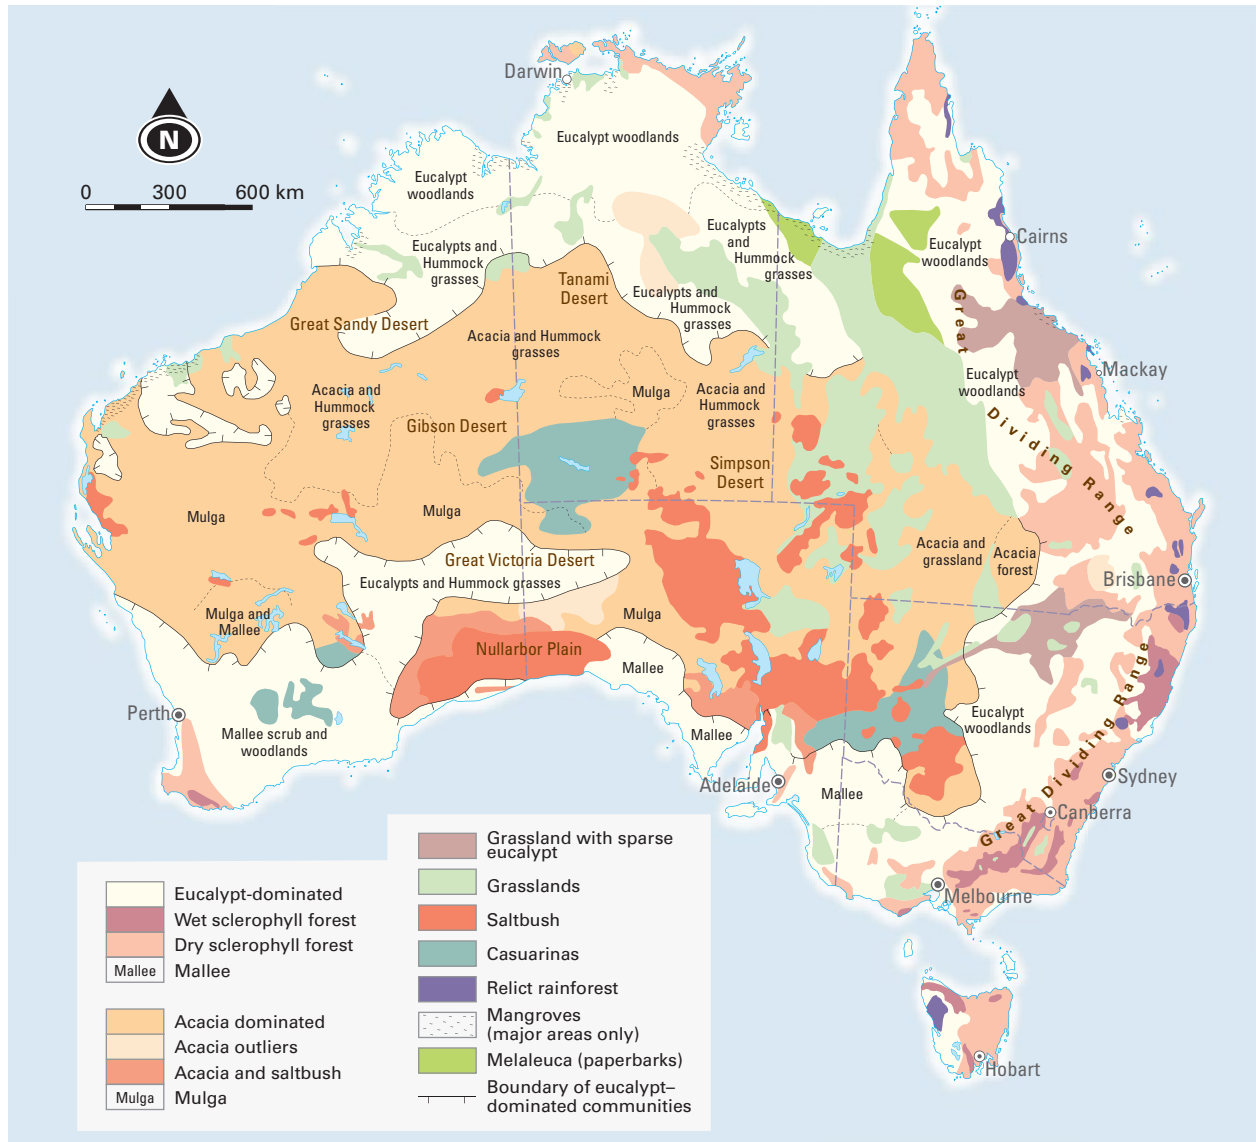 Darwin
N
0 300 600 km
Eucalypt woodlands
Eucalypt
woodlands
Eucalypts and
Hummock
grasses
Eucalypts
and
Hummock
grasses
Eucalypt
woodlands
Cairns
Tanami
Desert
Eucalypts and
Hummock
grasses
Great Sandy Desert
Acacia and Hummock
grasses
Great
Dividing Range
Eucalypt
woodlands
Mackay
Acacia and
Hummock
grasses
Mulga
Acacia and
Hummock
grasses
Gibson Desert
Simpson
Desert
Mulga
Mulga
Acacia and
grassland
Acacia
forest
Great Victoria Desert
Eucalypts and Hummock grasses
Brisbane
Mulga and
Mallee
Mulga
Nullarbor Plain
Mallee
Perth
Mallee scrub and
woodlands
Mallee
Eucalypt
woodlands
Great Dividing Range
Adelaide
Mallee
Sydney
Canberra
Melbourne
Hobart
Eucalypt-dominated
Wet sclerophyll forest
Dry sclerophyll forest
Mallee Mallee
Acacia dominated
Acacia outliers
Acacia and saltbush
Mulga Mulga
Grassland with sparse
eucalypt
Grasslands
Saltbush
Casuarinas
Relict rainforest
Mangroves
(major areas only)
Melaleuca (paperbarks)
Boundary of eucalypt–
dominated communities